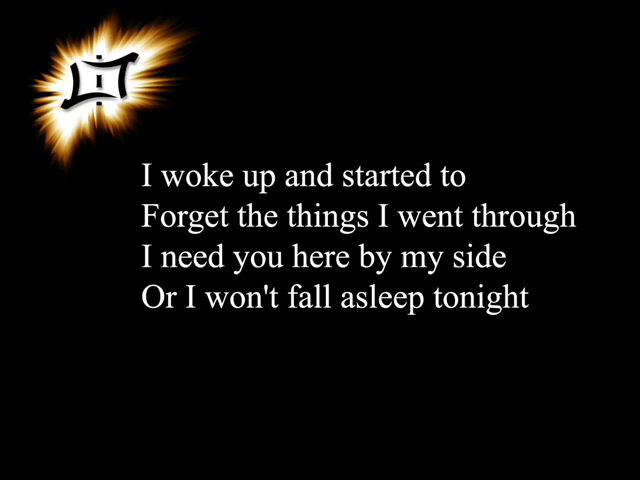 I woke up and started to
Forget the things I went through
I need you here by my side
Or I won't fall asleep tonight